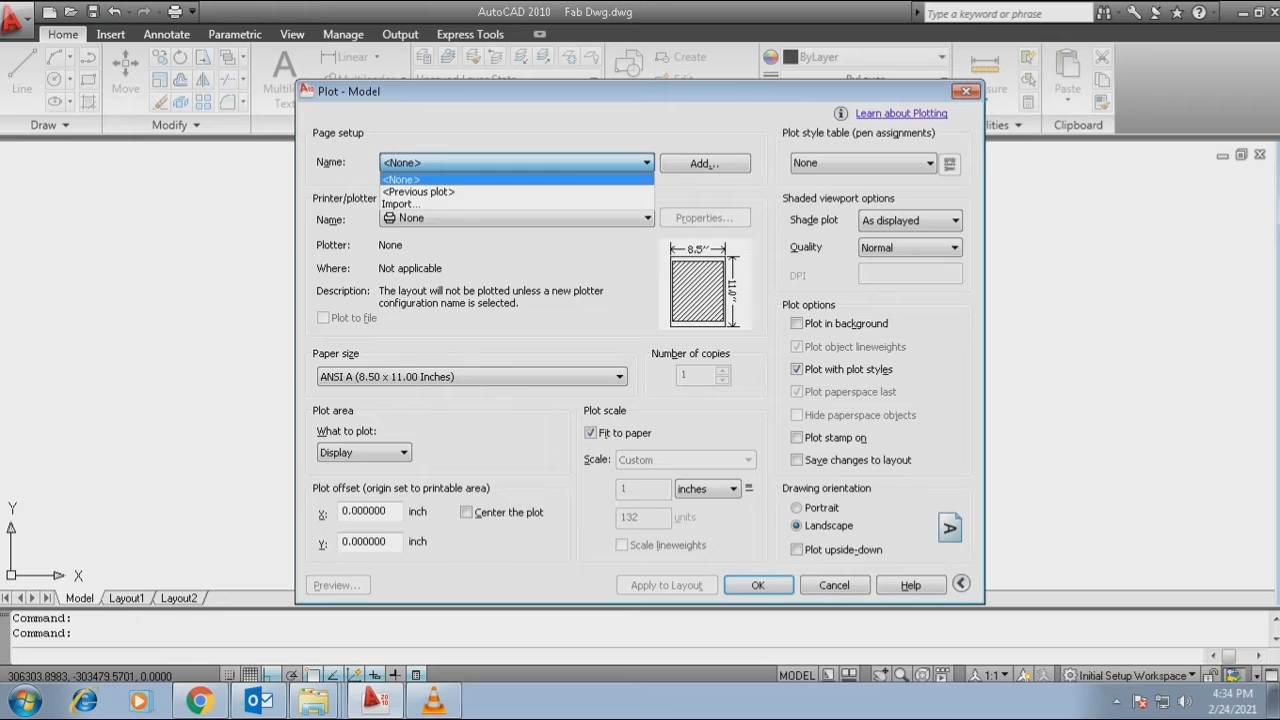 AutoCAD 2010 Fab Dwg.dwg
Type a keyword or phrase
Home Insert Annotate Parametric View Manage Output Express Tools
Linear
Create
ByLayer
Line
Move
Paste
Draw
Modify
Clipboard
Plot - Model
Learn about Plotting
Page setup
Name: <None>
Add...
<None>
<Previous plot>
Import...
Printer/plotter
Name: None
Properties...
Plotter: None
Where: Not applicable
Description: The layout will not be plotted unless a new plotter
configuration name is selected.
Plot to file
8.5''
11.0''
Paper size
ANSI A (8.50 x 11.00 Inches)
Number of copies
1
Plot area
What to plot:
Display
Plot scale
Fit to paper
Scale: Custom
1 inches =
132 units
Scale lineweights
Plot offset (origin set to printable area)
X: 0.000000 inch
Center the plot
Y: 0.000000 inch
Plot style table (pen assignments)
None
Shaded viewport options
Shade plot As displayed
Quality Normal
DPI
Plot options
Plot in background
Plot object lineweights
Plot with plot styles
Plot paperspace last
Hide paperspace objects
Plot stamp on
Save changes to layout
Drawing orientation
Portrait
Landscape
A
Plot upside-down
Preview...
Apply to Layout
OK
Cancel
Help
Y
X
Model Layout1 Layout2
Command:
Command:
306303.8983, -303479.5701, 0.0000
MODEL
1:1
Initial Setup Workspace
4:34 PM
2/24/2021